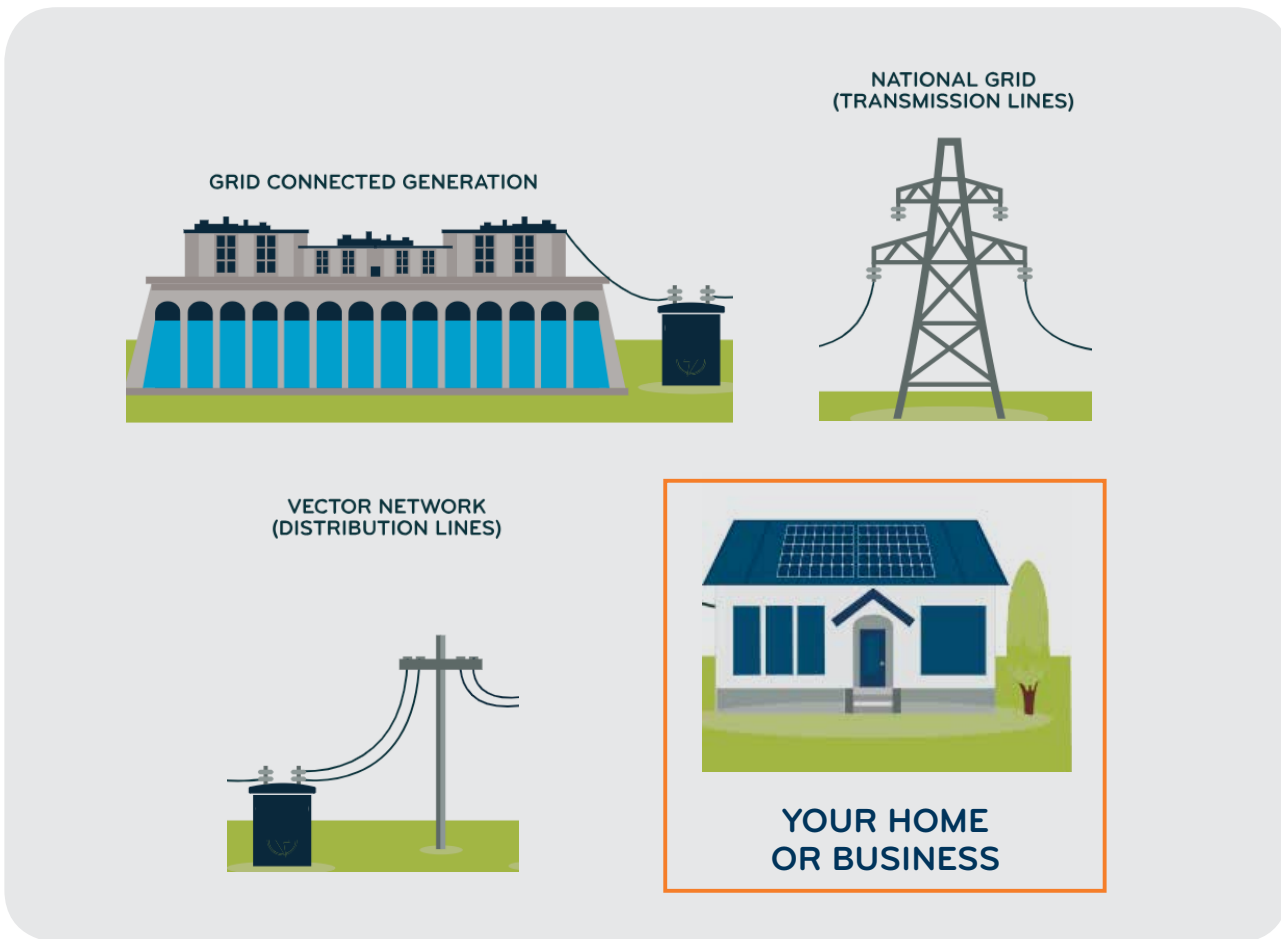 NATIONAL GRID
(TRANSMISSION LINES)
GRID CONNECTED GENERATION
VECTOR NETWORK
(DISTRIBUTION LINES)
YOUR HOME
OR BUSINESS